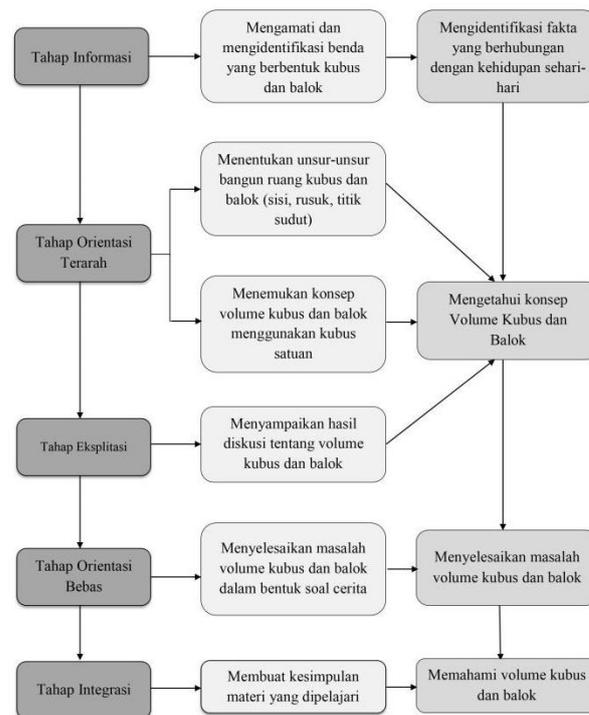 Tahap Informasi
Mengamati dan
mengidentifikasi benda
yang berbentuk kubus
dan balok
Mengidentifikasi fakta
yang berhubungan
dengan kehidupan sehari-
hari
Tahap Orientasi
Terarah
Menentukan unsur-unsur
bangun ruang kubus dan
balok (sisi, rusuk, titik
sudut)
Menemukan konsep
volume kubus dan balok
menggunakan kubus
satuan
Mengetahui konsep
Volume Kubus dan
Balok
Tahap Eksplitasi
Menyampaikan hasil
diskusi tentang volume
kubus dan balok
Tahap Orientasi
Bebas
Menyelesaikan masalah
volume kubus dan balok
dalam bentuk soal cerita
Menyelesaikan masalah
volume kubus dan balok
Tahap Integrasi
Membuat kesimpulan
materi yang dipelajari
Memahami volume kubus
dan balok